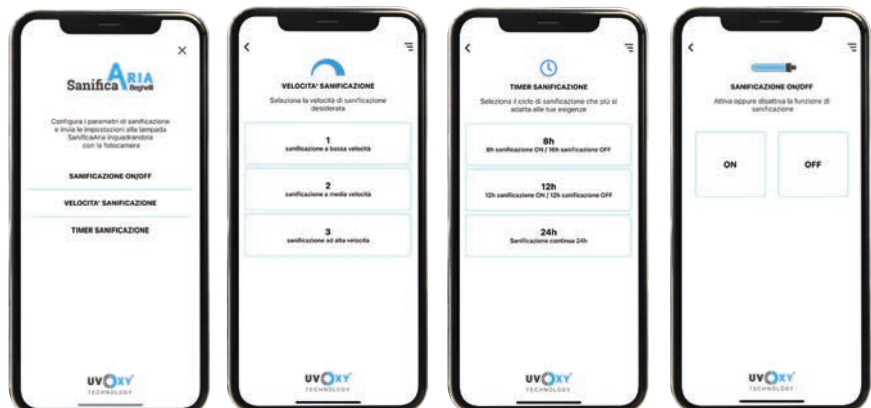 Sanifica ARIA
Beghelli
Configura i parametri di sanificazione
e invia le impostazioni alla lampada
SanificaAria inquadrandola
con la fotocamera
SANIFICAZIONE ON/OFF
VELOCITA' SANIFICAZIONE
TIMER SANIFICAZIONE
UVOXY
TECHNOLOGY
VELOCITA' SANIFICAZIONE
Seleziona la velocità di sanificazione
desiderata
1
sanificazione a bassa velocità
2
sanificazione a media velocità
3
sanificazione ad alta velocità
UVOXY
TECHNOLOGY
TIMER SANIFICAZIONE
Seleziona il ciclo di sanificazione che più si
adatta alle tue esigenze
8h
8h sanificazione ON / 16h sanificazione OFF
12h
12h sanificazione ON / 12h sanificazione OFF
24h
Sanificazione continua 24h
UVOXY
TECHNOLOGY
SANIFICAZIONE ON/OFF
Attiva oppure disattiva la funzione di
sanificazione
ON
OFF
UVOXY
TECHNOLOGY